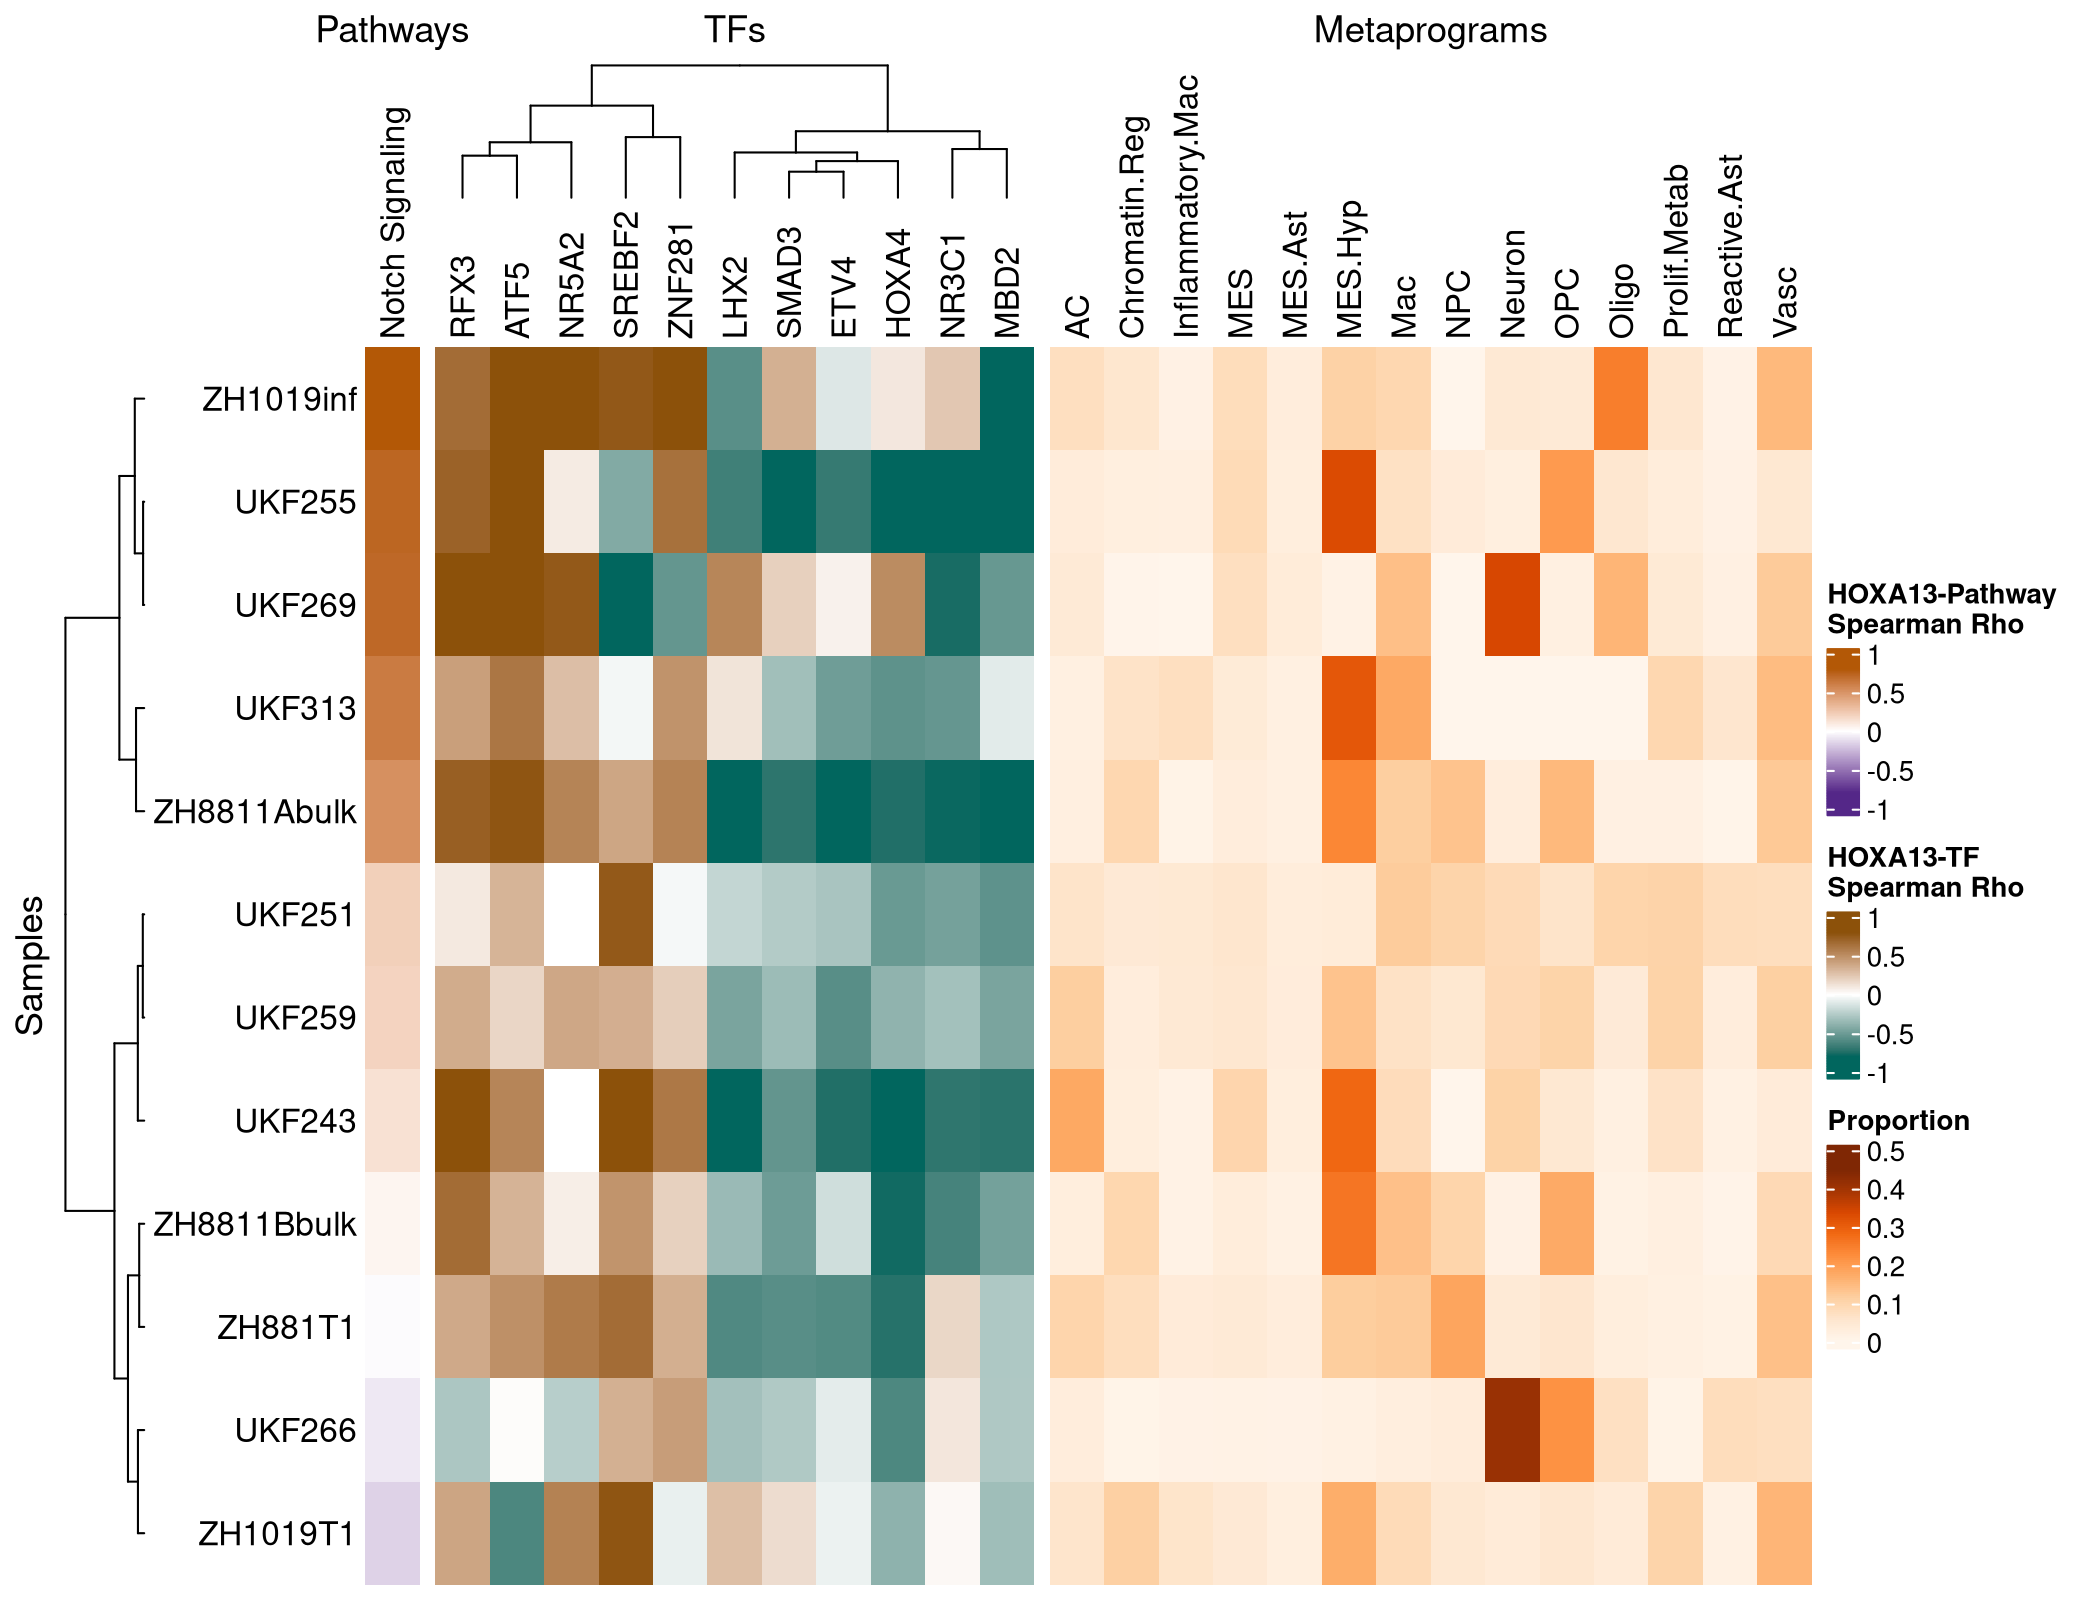 Pathways
TFs
Metaprograms
Notch Signaling
RFX3
ATF5
NR5A2
SREBF2
ZNF281
LHX2
SMAD3
ETV4
HOXA4
NR3C1
MBD2
AC
Chromatin.Reg
Inflammatory.Mac
MES
MES.Ast
MES.Hyp
Mac
NPC
Neuron
OPC
Oligo
Prolif.Metab
Reactive.Ast
Vasc
Samples
ZH1019inf
UKF255
UKF269
UKF313
ZH8811Abulk
UKF251
UKF259
UKF243
ZH8811Bbulk
ZH881T1
UKF266
ZH1019T1
HOXA13-Pathway
Spearman Rho
1
0.5
0
-0.5
-1
HOXA13-TF
Spearman Rho
1
0.5
0
-0.5
-1
Proportion
0.5
0.4
0.3
0.2
0.1
0